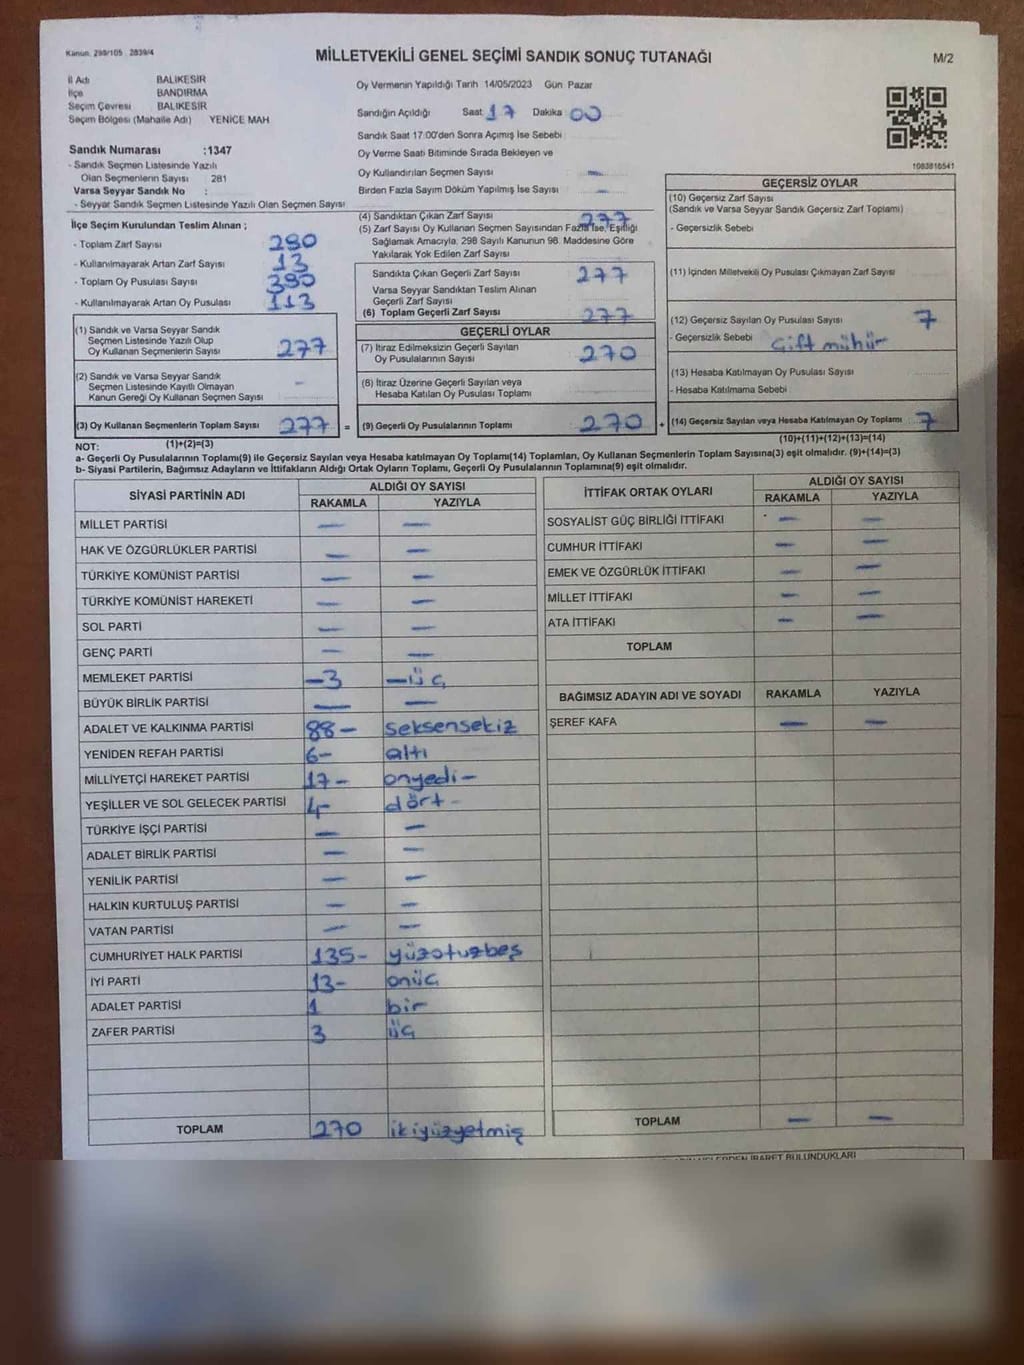 Kanun. 298/105 2839/4
MİLLETVEKİLİ GENEL SEÇİMİ SANDIK SONUÇ TUTANAĞI
M/2
İl Adı BALIKESİR
İlçe BANDIRMA
Seçim Çevresi BALIKESİR
Seçim Bölgesi (Mahalle Adı) YENİCE MAH
Sandık Numarası :1347
- Sandık Seçmen Listesinde Yazılı
Olan Seçmenlerin Sayısı 281
Varsa Seyyar Sandık No :
- Seyyar Sandık Seçmen Listesinde Yazılı Olan Seçmen Sayısı
Oy Vermenin Yapıldığı Tarih 14/05/2023 Gün Pazar
Sandığın Açıldığı Saat 17 Dakika 00
Sandık Saat 17:00'den Sonra Açımış İse Sebebi
Oy Verme Saati Bitiminde Sırada Bekleyen ve
Oy Kullandırılan Seçmen Sayısı —
Birden Fazla Sayım Döküm Yapılmış İse Sayısı —
1083816541
İlçe Seçim Kurulundan Teslim Alınan ;
- Toplam Zarf Sayısı 290
- Kullanılmayarak Artan Zarf Sayısı 13
- Toplam Oy Pusulası Sayısı 390
- Kullanılmayarak Artan Oy Pusulası 113
(1) Sandık ve Varsa Seyyar Sandık
Seçmen Listesinde Yazılı Olup
Oy Kullanan Seçmenlerin Sayısı 277
(2) Sandık ve Varsa Seyyar Sandık
Seçmen Listesinde Kayıtlı Olmayan
Kanun Gereği Oy Kullanan Seçmen Sayısı —
(3) Oy Kullanan Seçmenlerin Toplam Sayısı 277 =
(1)+(2)=(3)
(4) Sandıktan Çıkan Zarf Sayısı 277
(5) Zarf Sayısı Oy Kullanan Seçmen Sayısından Fazla İse, Eşitliği
Sağlamak Amacıyla, 298 Sayılı Kanunun 98. Maddesine Göre
Yakılarak Yok Edilen Zarf Sayısı
Sandıkta Çıkan Geçerli Zarf Sayısı 277
Varsa Seyyar Sandıktan Teslim Alınan
Geçerli Zarf Sayısı
(6) Toplam Geçerli Zarf Sayısı 277
GEÇERLİ OYLAR
(7) İtiraz Edilmeksizin Geçerli Sayılan
Oy Pusulalarının Sayısı 270
(8) İtiraz Üzerine Geçerli Sayılan veya
Hesaba Katılan Oy Pusulası Toplamı
(9) Geçerli Oy Pusulalarının Toplamı 270 +
GEÇERSİZ OYLAR
(10) Geçersiz Zarf Sayısı
(Sandık ve Varsa Seyyar Sandık Geçersiz Zarf Toplamı)
- Geçersizlik Sebebi
(11) İçinden Milletvekili Oy Pusulası Çıkmayan Zarf Sayısı
(12) Geçersiz Sayılan Oy Pusulası Sayısı 7
- Geçersizlik Sebebi Çift mühür
(13) Hesaba Katılmayan Oy Pusulası Sayısı
- Hesaba Katılmama Sebebi
(14) Geçersiz Sayılan veya Hesaba Katılmayan Oy Toplamı 7
(10)+(11)+(12)+(13)=(14)
NOT:
a- Geçerli Oy Pusulalarının Toplamı(9) ile Geçersiz Sayılan veya Hesaba Katılmayan Oy Toplamı(14) Toplamları, Oy Kullanan Seçmenlerin Toplam Sayısına(3) eşit olmalıdır. (9)+(14)=(3)
b- Siyasi Partilerin, Bağımsız Adayların ve İttifakların Aldığı Ortak Oyların Toplamı, Geçerli Oy Pusulalarının Toplamına(9) eşit olmalıdır.
SİYASİ PARTİNİN ADI ALDIĞI OY SAYISI
RAKAMLA YAZIYLA
MİLLET PARTİSİ — —
HAK VE ÖZGÜRLÜKLER PARTİSİ — —
TÜRKİYE KOMÜNİST PARTİSİ — —
TÜRKİYE KOMÜNİST HAREKETİ — —
SOL PARTİ — —
GENÇ PARTİ — —
MEMLEKET PARTİSİ —3 —üç
BÜYÜK BİRLİK PARTİSİ — —
ADALET VE KALKINMA PARTİSİ 88— seksensekiz
YENİDEN REFAH PARTİSİ 6— altı
MİLLİYETÇİ HAREKET PARTİSİ 17— onyedi—
YEŞİLLER VE SOL GELECEK PARTİSİ 4— dört—
TÜRKİYE İŞÇİ PARTİSİ — —
ADALET BİRLİK PARTİSİ — —
YENİLİK PARTİSİ — —
HALKIN KURTULUŞ PARTİSİ — —
VATAN PARTİSİ — —
CUMHURİYET HALK PARTİSİ 135— yüzotuzbeş
İYİ PARTİ 13— onüç
ADALET PARTİSİ 1 bir
ZAFER PARTİSİ 3 üç
TOPLAM 270 ikiyüzyetmiş
İTTİFAK ORTAK OYLARI ALDIĞI OY SAYISI
RAKAMLA YAZIYLA
SOSYALİST GÜÇ BİRLİĞİ İTTİFAKI — —
CUMHUR İTTİFAKI — —
EMEK VE ÖZGÜRLÜK İTTİFAKI — —
MİLLET İTTİFAKI — —
ATA İTTİFAKI — —
TOPLAM
BAĞIMSIZ ADAYIN ADI VE SOYADI RAKAMLA YAZIYLA
ŞEREF KAFA — —
TOPLAM — —
İBARET BULUNDUKLARI